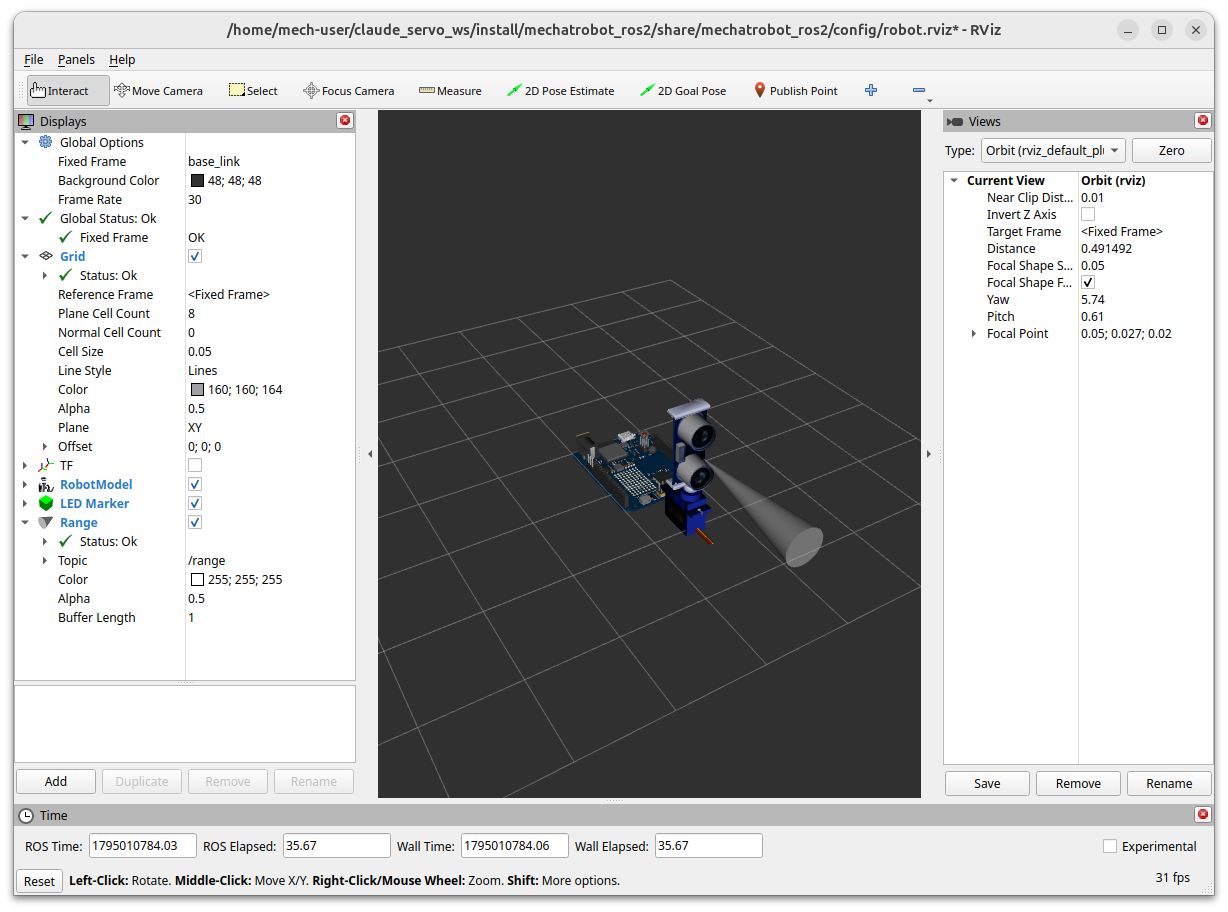 /home/mech-user/claude_servo_ws/install/mechatrobot_ros2/share/mechatrobot_ros2/config/robot.rviz* - RViz
File Panels Help
Interact Move Camera Select Focus Camera Measure 2D Pose Estimate 2D Goal Pose Publish Point
Displays
Global Options
Fixed Frame base_link
Background Color 48; 48; 48
Frame Rate 30
Global Status: Ok
Fixed Frame OK
Grid
Status: Ok
Reference Frame <Fixed Frame>
Plane Cell Count 8
Normal Cell Count 0
Cell Size 0.05
Line Style Lines
Color 160; 160; 164
Alpha 0.5
Plane XY
Offset 0; 0; 0
TF
RobotModel
LED Marker
Range
Status: Ok
Topic /range
Color 255; 255; 255
Alpha 0.5
Buffer Length 1
Add Duplicate Remove Rename
Views
Type: Orbit (rviz_default_pl Zero
Current View Orbit (rviz)
Near Clip Dist... 0.01
Invert Z Axis
Target Frame <Fixed Frame>
Distance 0.491492
Focal Shape S... 0.05
Focal Shape F...
Yaw 5.74
Pitch 0.61
Focal Point 0.05; 0.027; 0.02
Save Remove Rename
Time
ROS Time: 1795010784.03 ROS Elapsed: 35.67 Wall Time: 1795010784.06 Wall Elapsed: 35.67 Experimental
Reset Left-Click: Rotate. Middle-Click: Move X/Y. Right-Click/Mouse Wheel: Zoom. Shift: More options. 31 fps